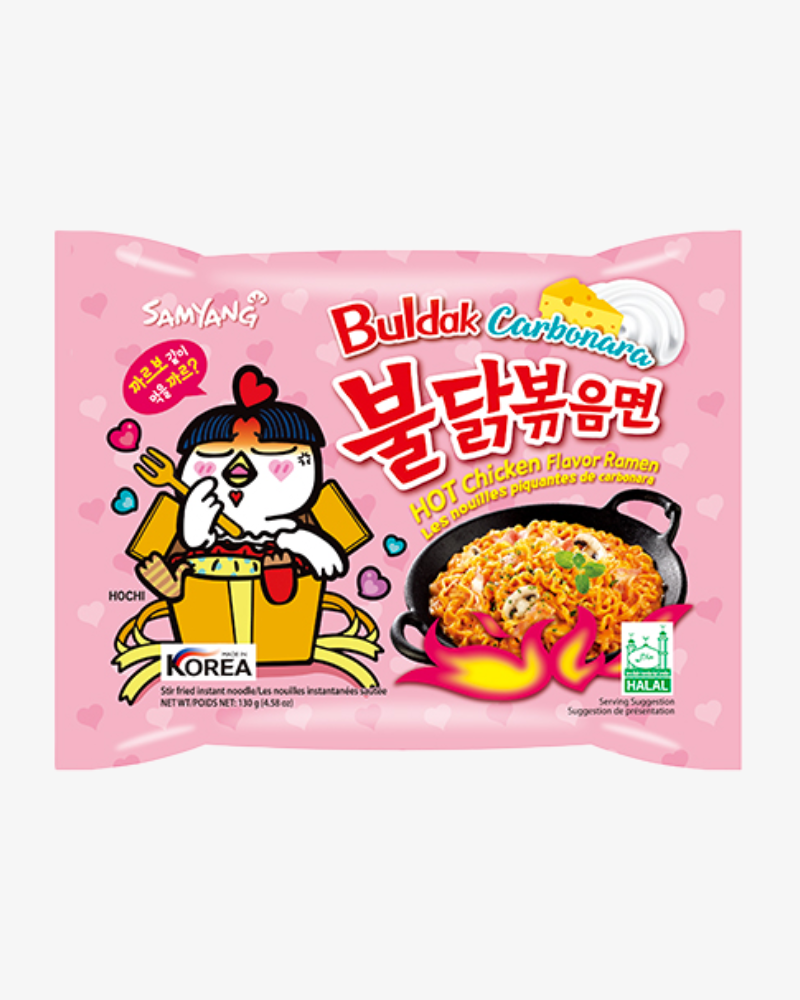 SAMYANG
까르보 같이
먹을까르?
Buldak Carbonara
불닭볶음면
HOT Chicken Flavor Ramen
Les nouilles piquantes de carbonara
HOCHI
MADE IN
KOREA
Stir fried instant noodle/Les nouilles instantanées sautée
NET WT/POIDS NET: 130 g (4.58 oz)
حلال
HALAL
Serving Suggestion
Suggestion de présentation